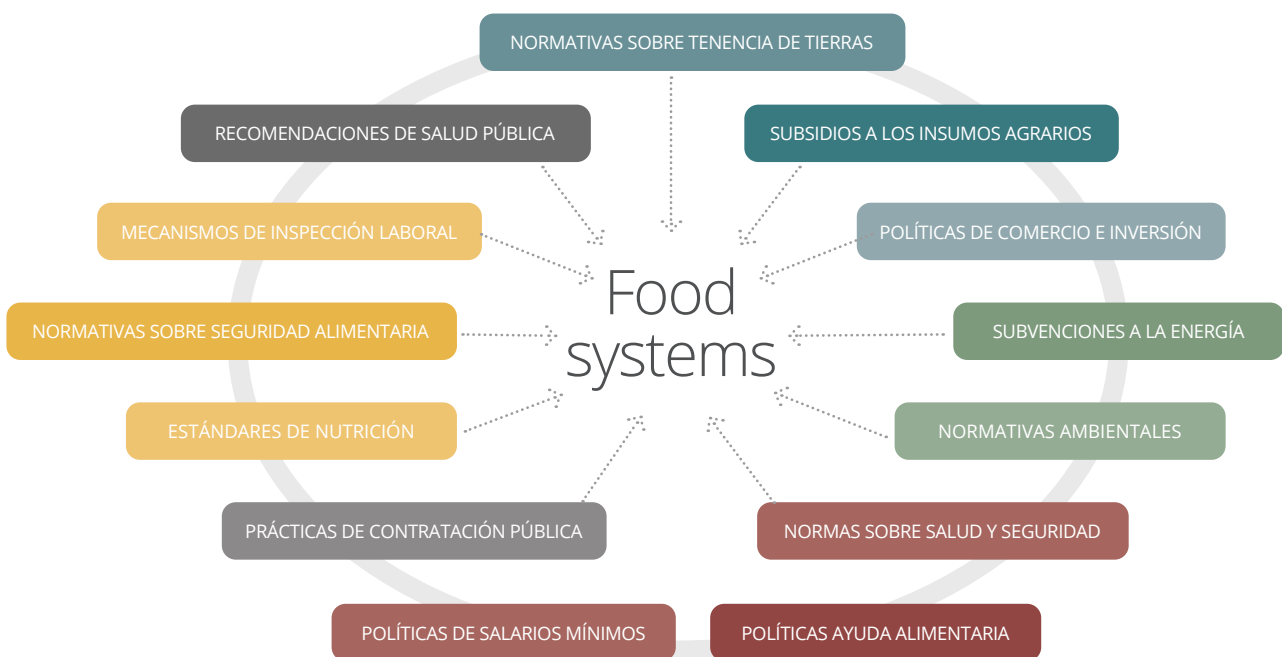 NORMATIVAS SOBRE TENENCIA DE TIERRAS
RECOMENDACIONES DE SALUD PÚBLICA
SUBSIDIOS A LOS INSUMOS AGRARIOS
MECANISMOS DE INSPECCIÓN LABORAL
POLÍTICAS DE COMERCIO E INVERSIÓN
Food
systems
NORMATIVAS SOBRE SEGURIDAD ALIMENTARIA
SUBVENCIONES A LA ENERGÍA
ESTÁNDARES DE NUTRICIÓN
NORMATIVAS AMBIENTALES
PRÁCTICAS DE CONTRATACIÓN PÚBLICA
NORMAS SOBRE SALUD Y SEGURIDAD
POLÍTICAS DE SALARIOS MÍNIMOS
POLÍTICAS AYUDA ALIMENTARIA